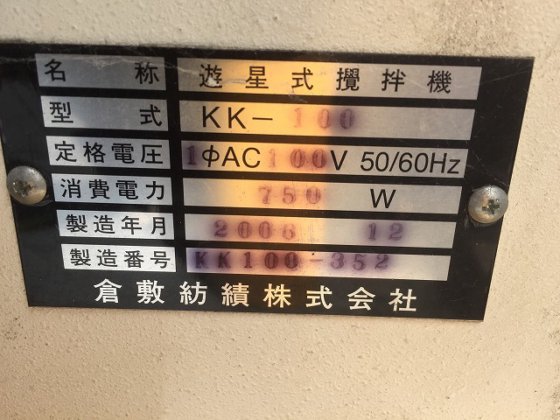 名称 遊星式攪拌機
型式 KK-100
定格電圧 1φAC100V 50/60Hz
消費電力 750 W
製造年月 2006 12
製造番号 KK100-352
倉敷紡績株式会社